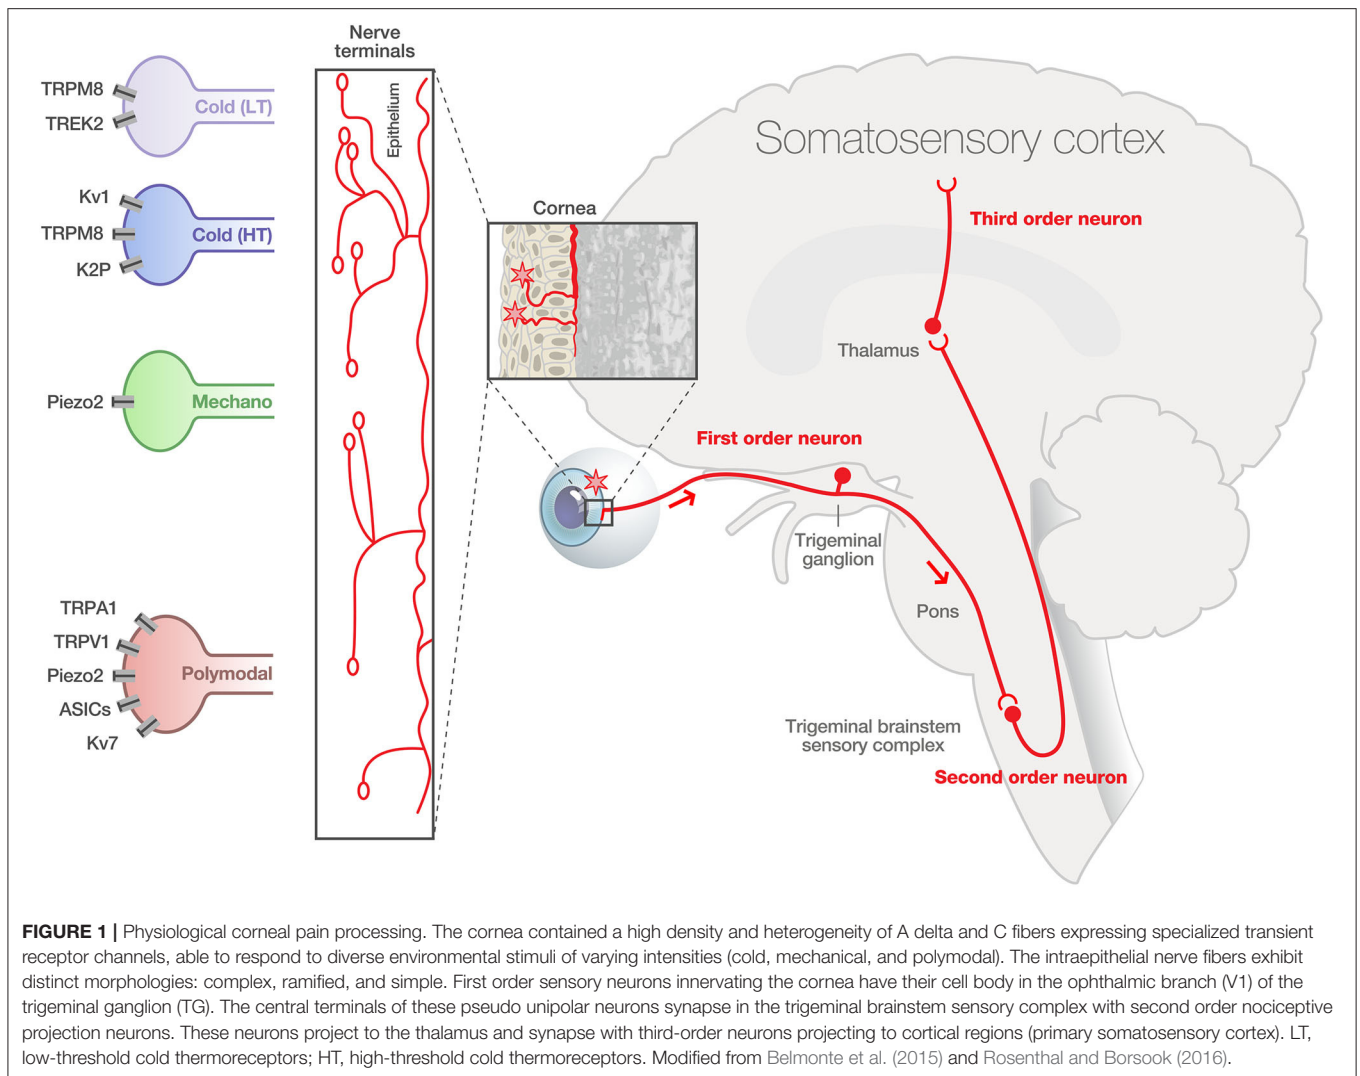 Nerve
terminals
TRPM8
TREK2
Cold (LT)
Kv1
TRPM8
K2P
Cold (HT)
Piezo2
Mechano
TRPA1
TRPV1
Piezo2
ASICs
Kv7
Polymodal
Epithelium
Cornea
Somatosensory cortex
Third order neuron
Thalamus
First order neuron
Trigeminal
ganglion
Pons
Trigeminal brainstem
sensory complex
Second order neuron
FIGURE 1 | Physiological corneal pain processing. The cornea contained a high density and heterogeneity of A delta and C fibers expressing specialized transient
receptor channels, able to respond to diverse environmental stimuli of varying intensities (cold, mechanical, and polymodal). The intraepithelial nerve fibers exhibit
distinct morphologies: complex, ramified, and simple. First order sensory neurons innervating the cornea have their cell body in the ophthalmic branch (V1) of the
trigeminal ganglion (TG). The central terminals of these pseudo unipolar neurons synapse in the trigeminal brainstem sensory complex with second order nociceptive
projection neurons. These neurons project to the thalamus and synapse with third-order neurons projecting to cortical regions (primary somatosensory cortex). LT,
low-threshold cold thermoreceptors; HT, high-threshold cold thermoreceptors. Modified from Belmonte et al. (2015) and Rosenthal and Borsook (2016).